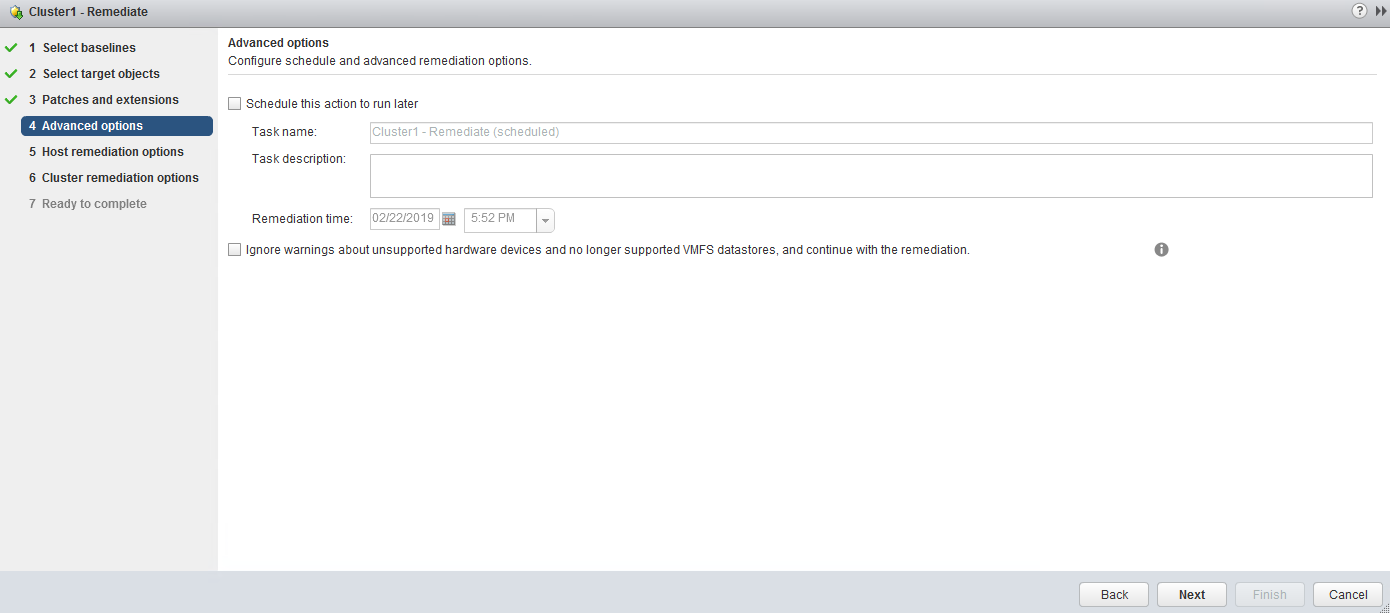 Cluster1 - Remediate
1 Select baselines
2 Select target objects
3 Patches and extensions
4 Advanced options
5 Host remediation options
6 Cluster remediation options
7 Ready to complete
Advanced options
Configure schedule and advanced remediation options.
Schedule this action to run later
Task name: Cluster1 - Remediate (scheduled)
Task description:
Remediation time: 02/22/2019 5:52 PM
Ignore warnings about unsupported hardware devices and no longer supported VMFS datastores, and continue with the remediation.
Back Next Finish Cancel